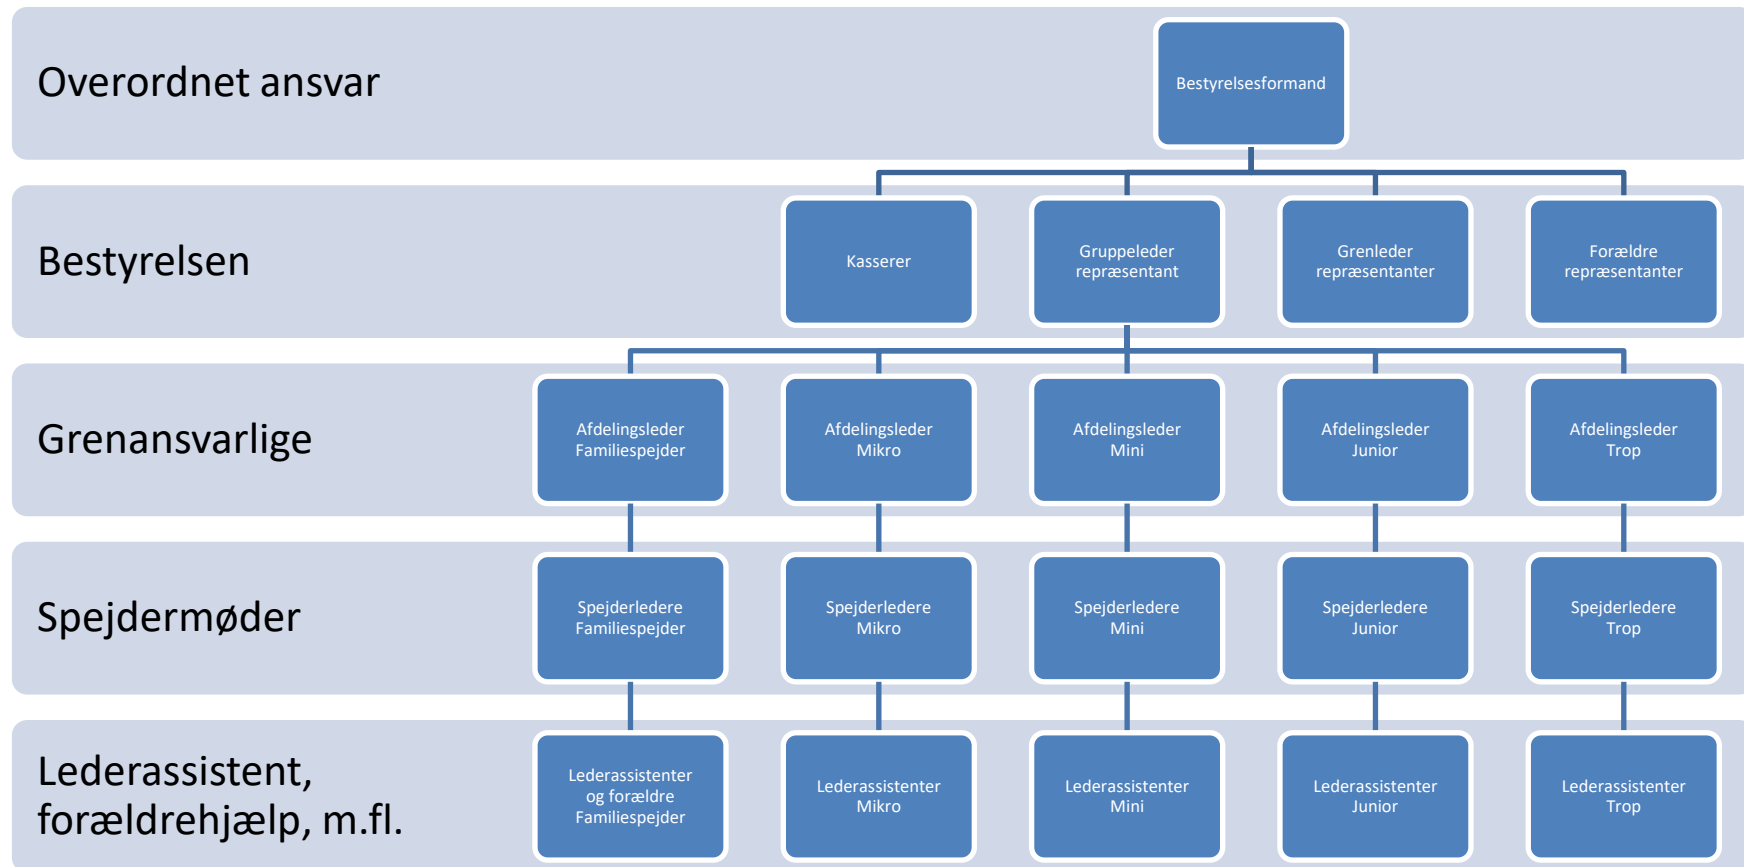 Overordnet ansvar
Bestyrelsesformand
Bestyrelsen
Kasserer
Gruppeleder
repræsentant
Grenleder
repræsentanter
Forældre
repræsentanter
Grenansvarlige
Afdelingsleder
Familiespejder
Afdelingsleder
Mikro
Afdelingsleder
Mini
Afdelingsleder
Junior
Afdelingsleder
Trop
Spejdermøder
Spejderledere
Familiespejder
Spejderledere
Mikro
Spejderledere
Mini
Spejderledere
Junior
Spejderledere
Trop
Lederassistent,
forældrehjælp, m.fl.
Lederassistenter
og forældre
Familiespejder
Lederassistenter
Mikro
Lederassistenter
Mini
Lederassistenter
Junior
Lederassistenter
Trop